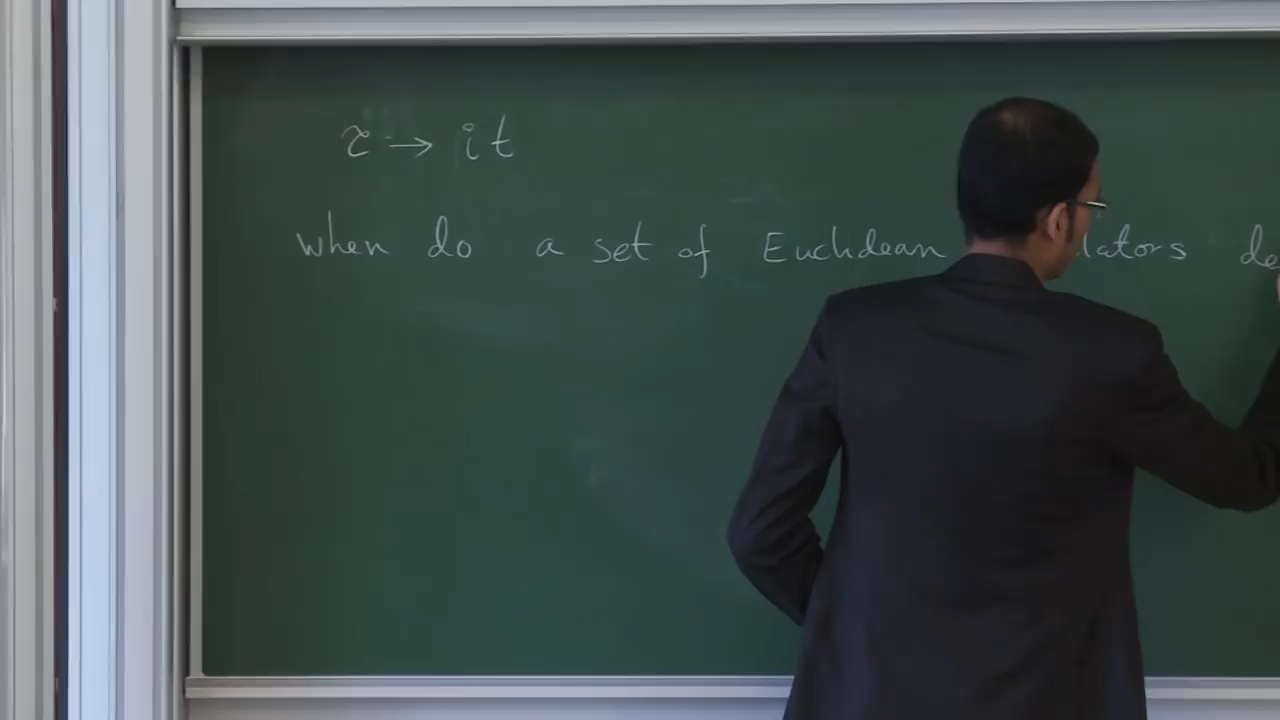 τ → it
when do a set of Euclidean lators de